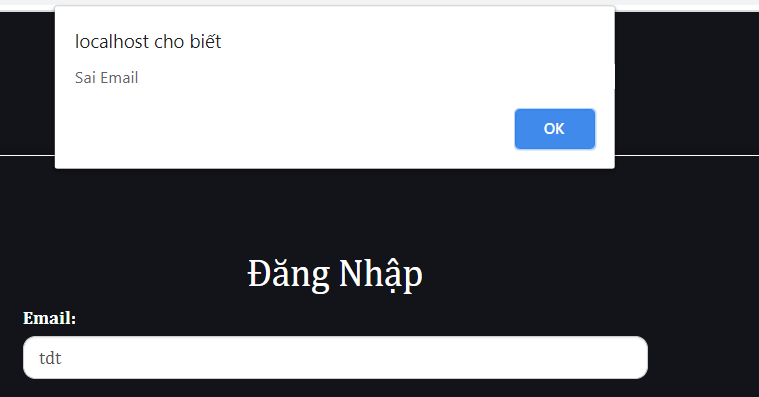 localhost cho biết
Sai Email
OK
Đăng Nhập
Email:
tdt